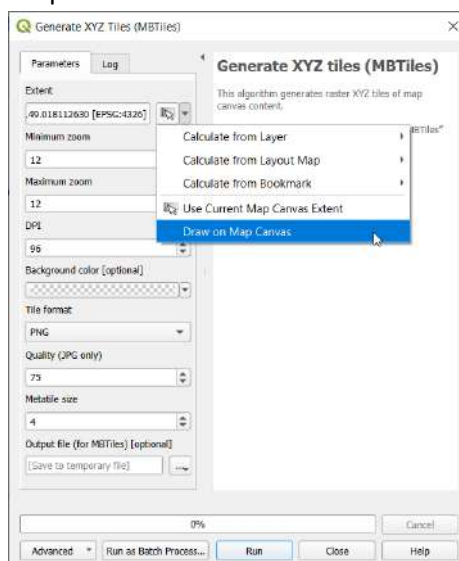 Generate XYZ Tiles (MBTiles)
Parameters
Log
Generate XYZ tiles (MBTiles)
This algorithm generates raster XYZ tiles of map
canvas content.
Extent
.49.018112630 [EPSG:4326]
Calculate from Layer
Calculate from Layout Map
Calculate from Bookmark
Use Current Map Canvas Extent
Draw on Map Canvas
Minimum zoom
12
Maximum zoom
12
DPI
96
Background color [optional]
Tile format
PNG
Quality (JPG only)
75
Metatile size
4
Output file (for MBTiles) [optional]
[Save to temporary file]
...
0%
Cancel
Advanced
Run as Batch Process...
Run
Close
Help